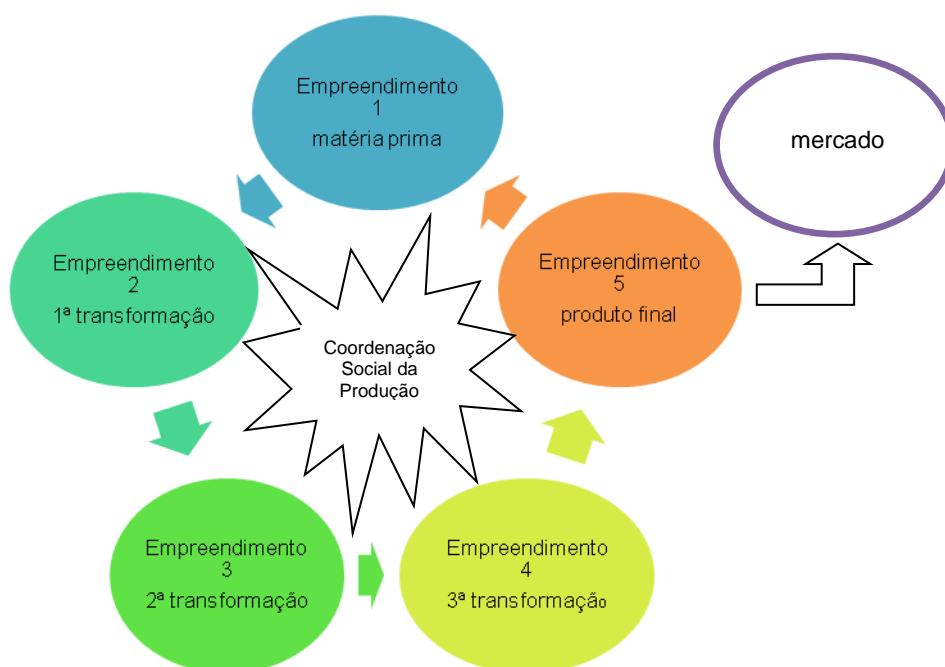 Empreendimento
1
matéria prima
mercado
Empreendimento
2
1ª transformação
Empreendimento
5
produto final
Coordenação
Social da
Produção
Empreendimento
3
2ª transformação
Empreendimento
4
3ª transformação